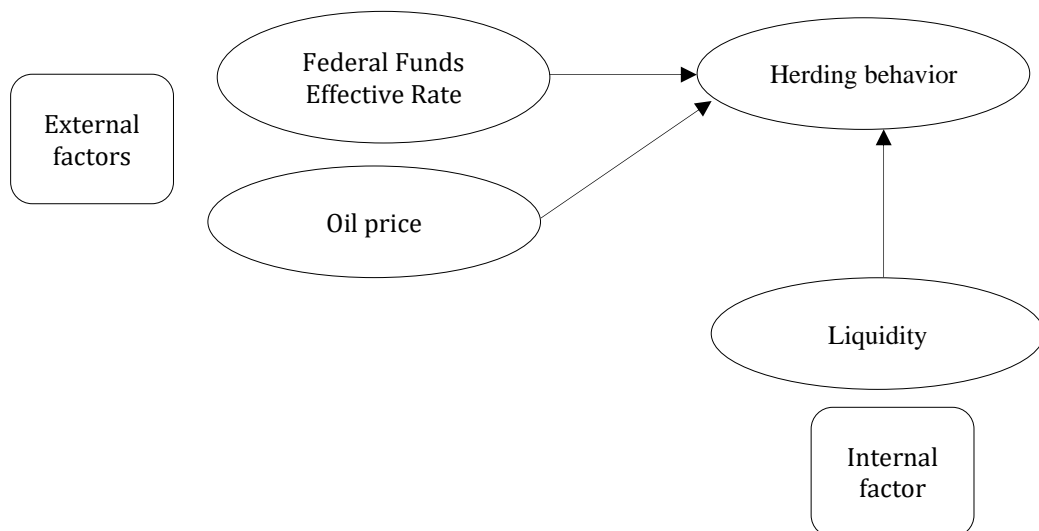 Federal Funds
Effective Rate
Herding behavior
External
factors
Oil price
Liquidity
Internal
factor